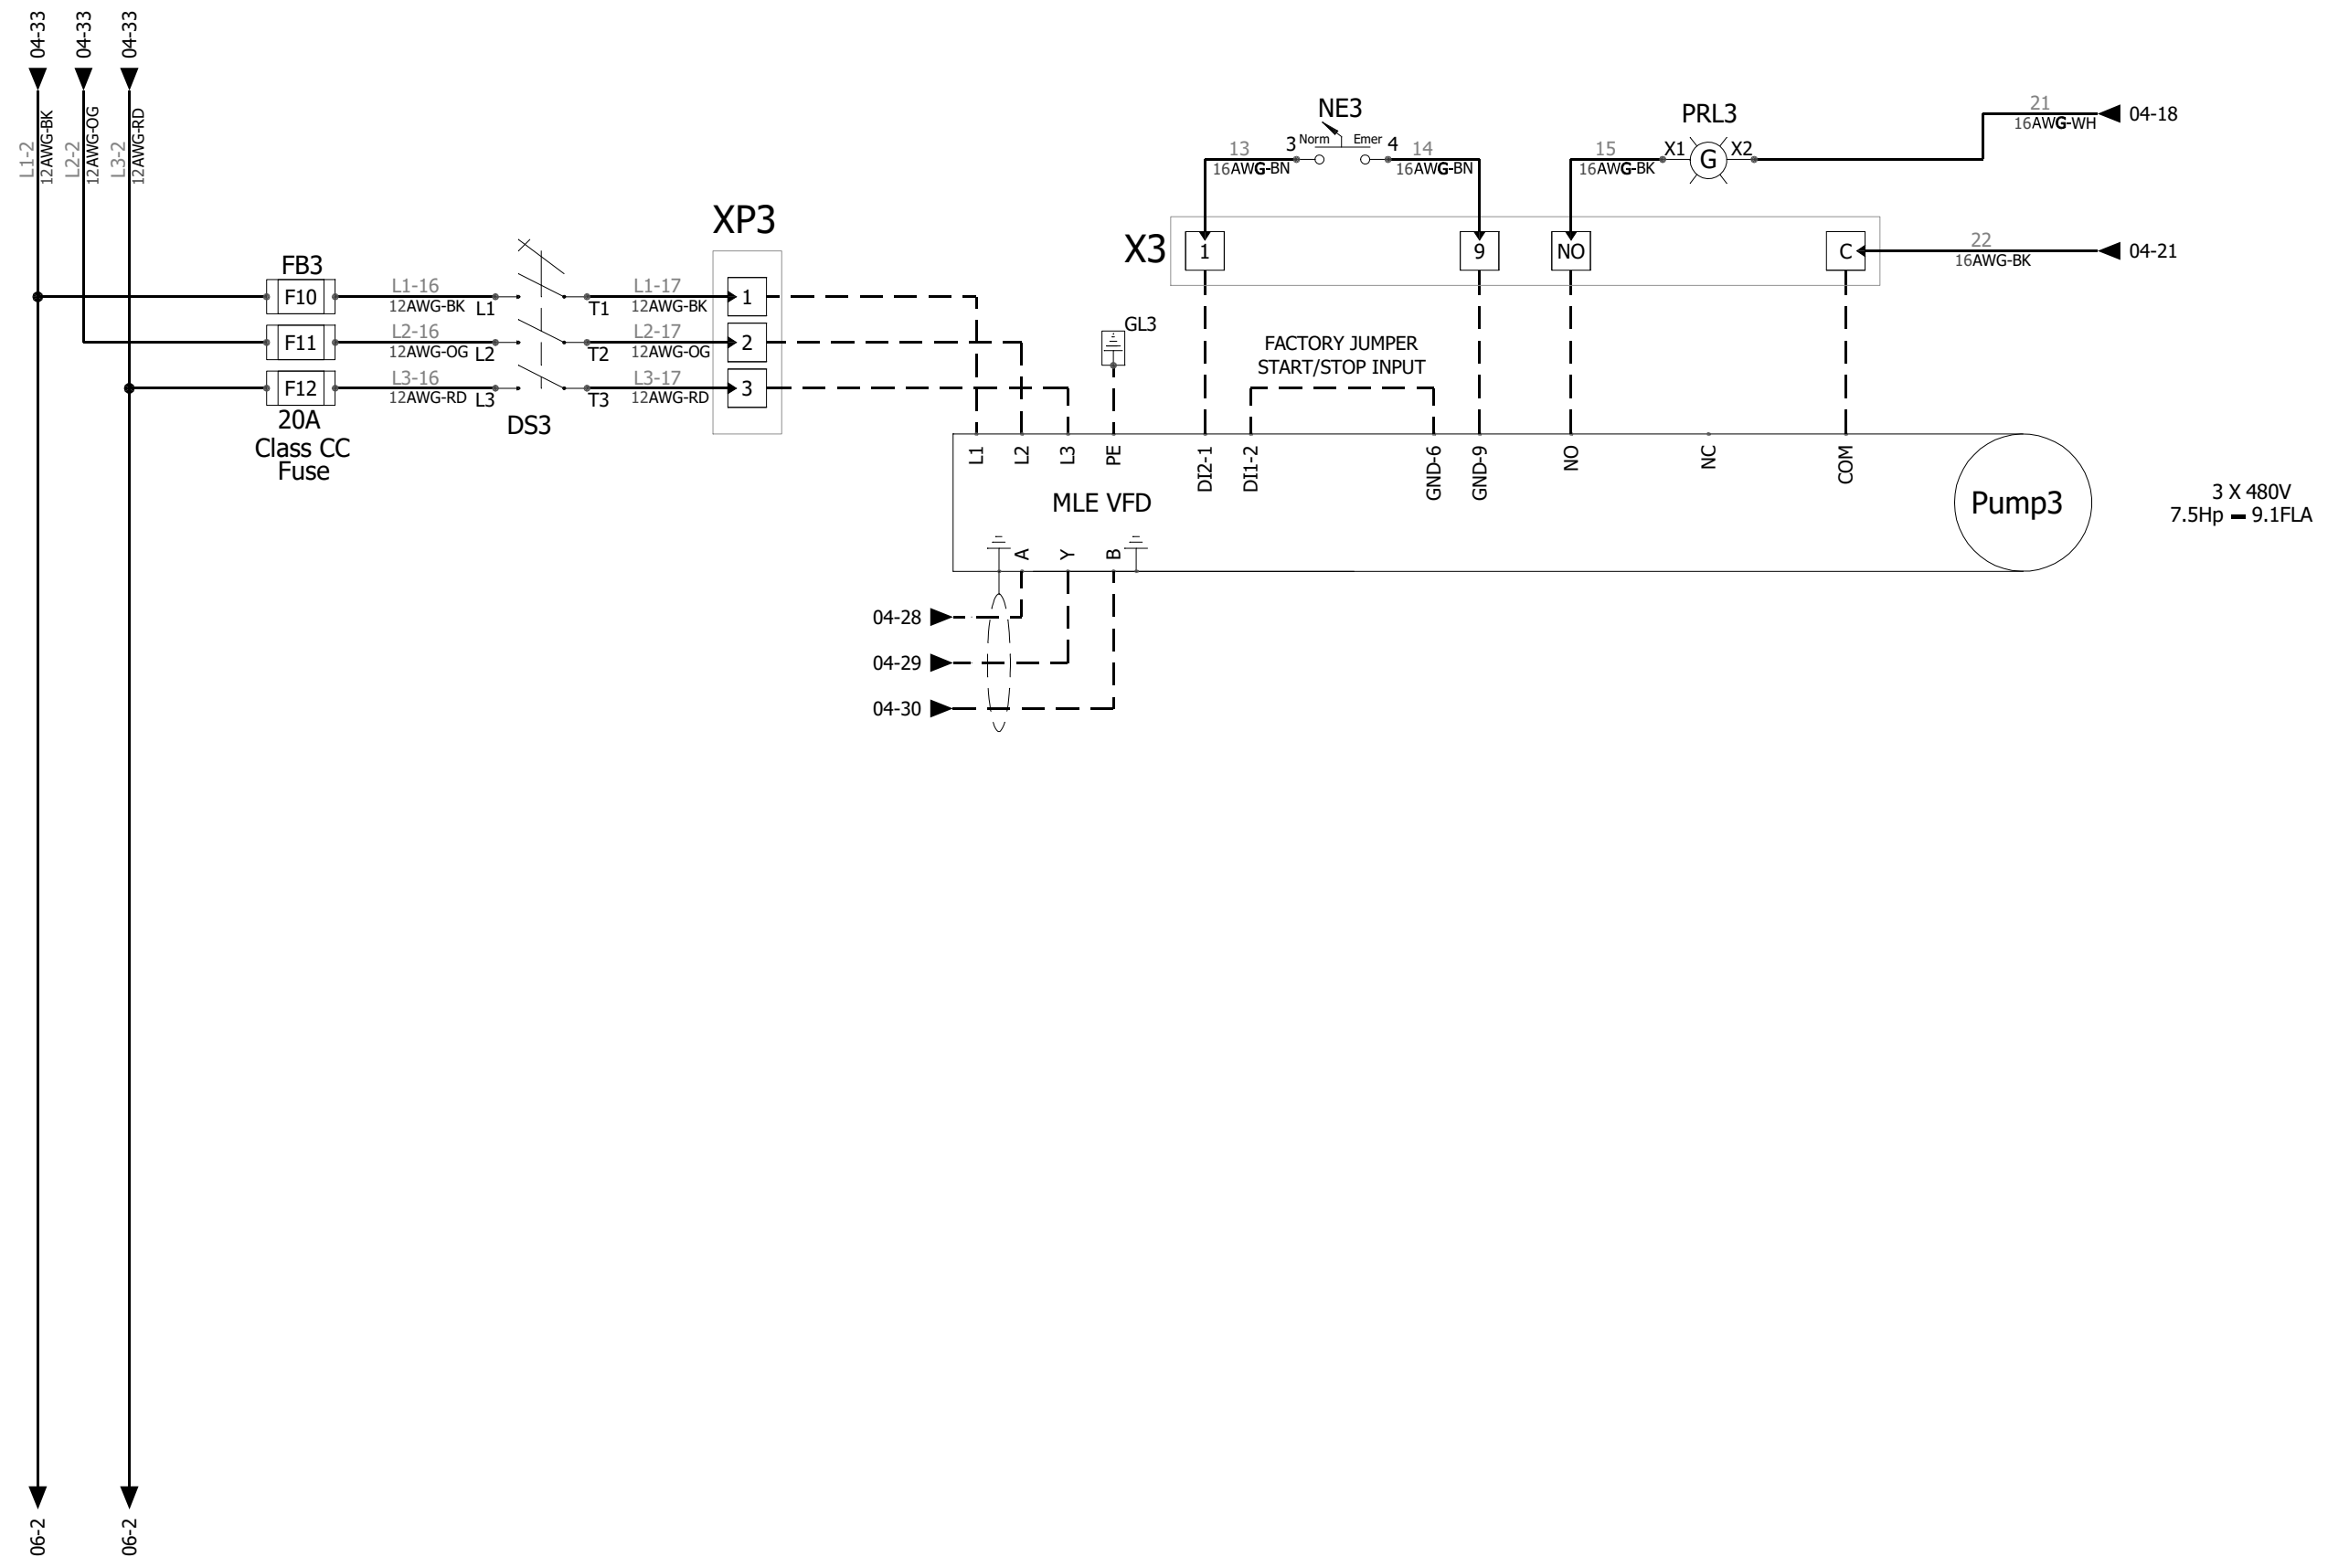 04-33
04-33
04-33
L1-2
12AWG-BK
L2-2
12AWG-OG
L3-2
12AWG-RD
NE3
3 Norm Emer 4
13
16AWG-BN
14
16AWG-BN
PRL3
15
16AWG-BK
X1 G X2
21
16AWG-WH
04-18
XP3
X3
1
9
NO
C
22
16AWG-BK
04-21
FB3
F10
L1-16
12AWG-BK
L1
T1
L1-17
12AWG-BK
1
F11
L2-16
12AWG-OG
L2
T2
L2-17
12AWG-OG
2
F12
L3-16
12AWG-RD
L3
T3
L3-17
12AWG-RD
3
20A
Class CC
Fuse
DS3
GL3
FACTORY JUMPER
START/STOP INPUT
L1
L2
L3
PE
DI2-1
DI1-2
GND-6
GND-9
NO
NC
COM
MLE VFD
Pump3
3 X 480V
7.5Hp - 9.1FLA
A
Y
B
04-28
04-29
04-30
06-2
06-2